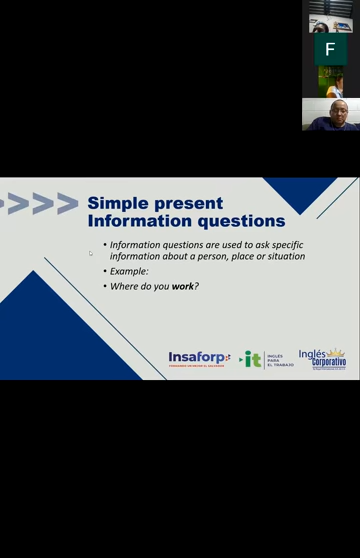 F
Simple present
Information questions
• Information questions are used to ask specific
information about a person, place or situation
• Example:
• Where do you work?
Insaforp
it
INGLÉS
PARA
EL TRABAJO
Inglés
Corporativo